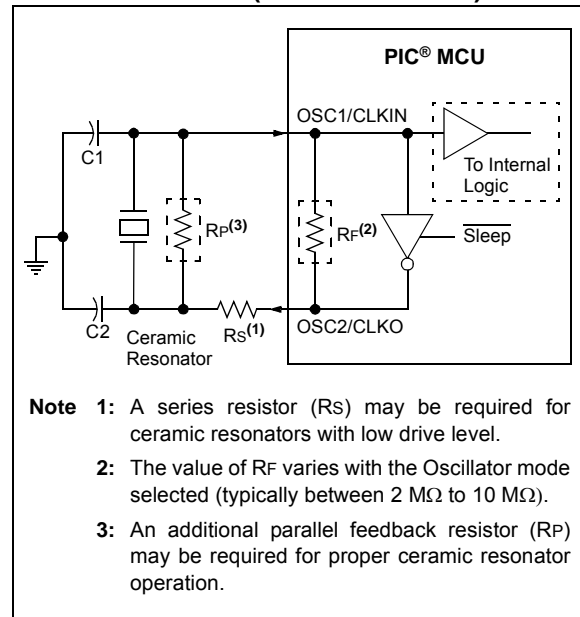 PIC® MCU
OSC1/CLKIN
C1
To Internal
Logic
RP(3)
RF(2)
Sleep
C2
Ceramic
Resonator
RS(1)
OSC2/CLKO
Note 1: A series resistor (RS) may be required for
ceramic resonators with low drive level.
2: The value of RF varies with the Oscillator mode
selected (typically between 2 MΩ to 10 MΩ).
3: An additional parallel feedback resistor (RP)
may be required for proper ceramic resonator
operation.